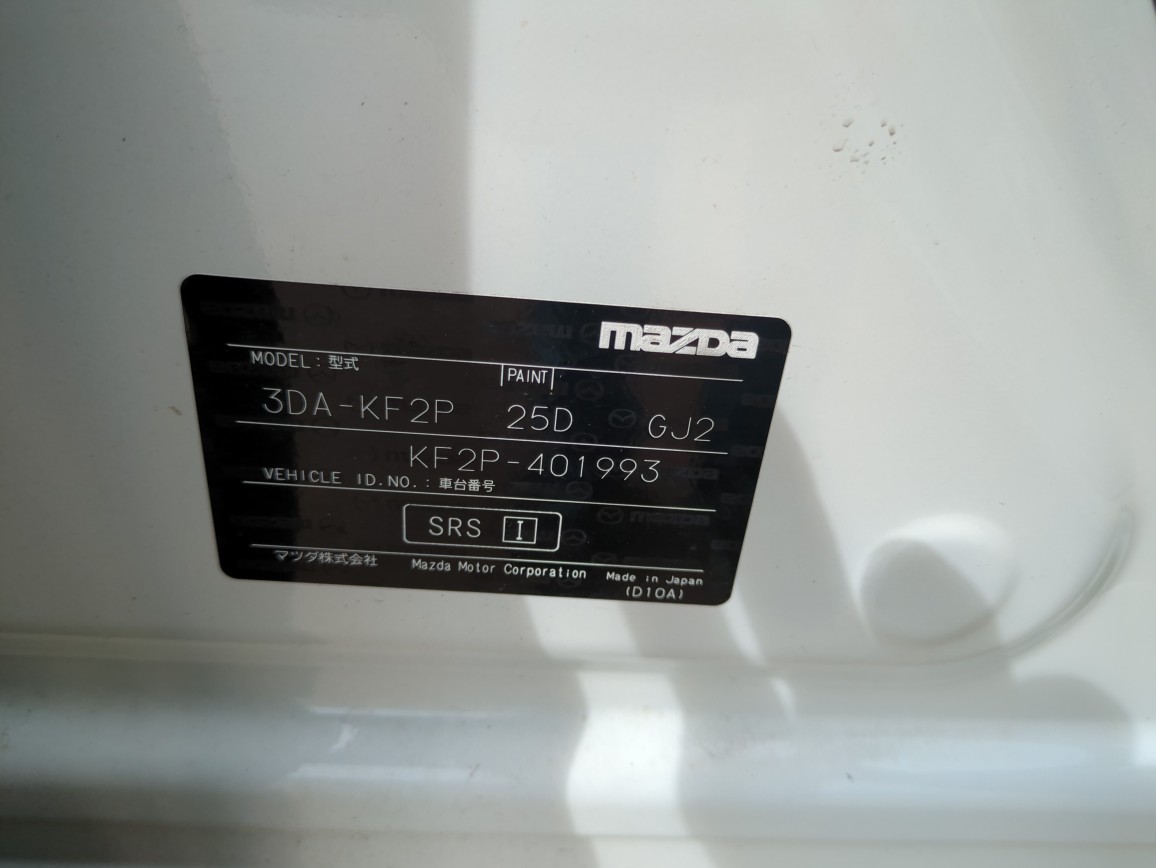 mazda
MODEL : 型式
PAINT
3DA-KF2P 25D GJ2
KF2P-401993
VEHICLE ID.NO. : 車台番号
SRS I
マツダ株式会社 Mazda Motor Corporation Made in Japan
(D10A)